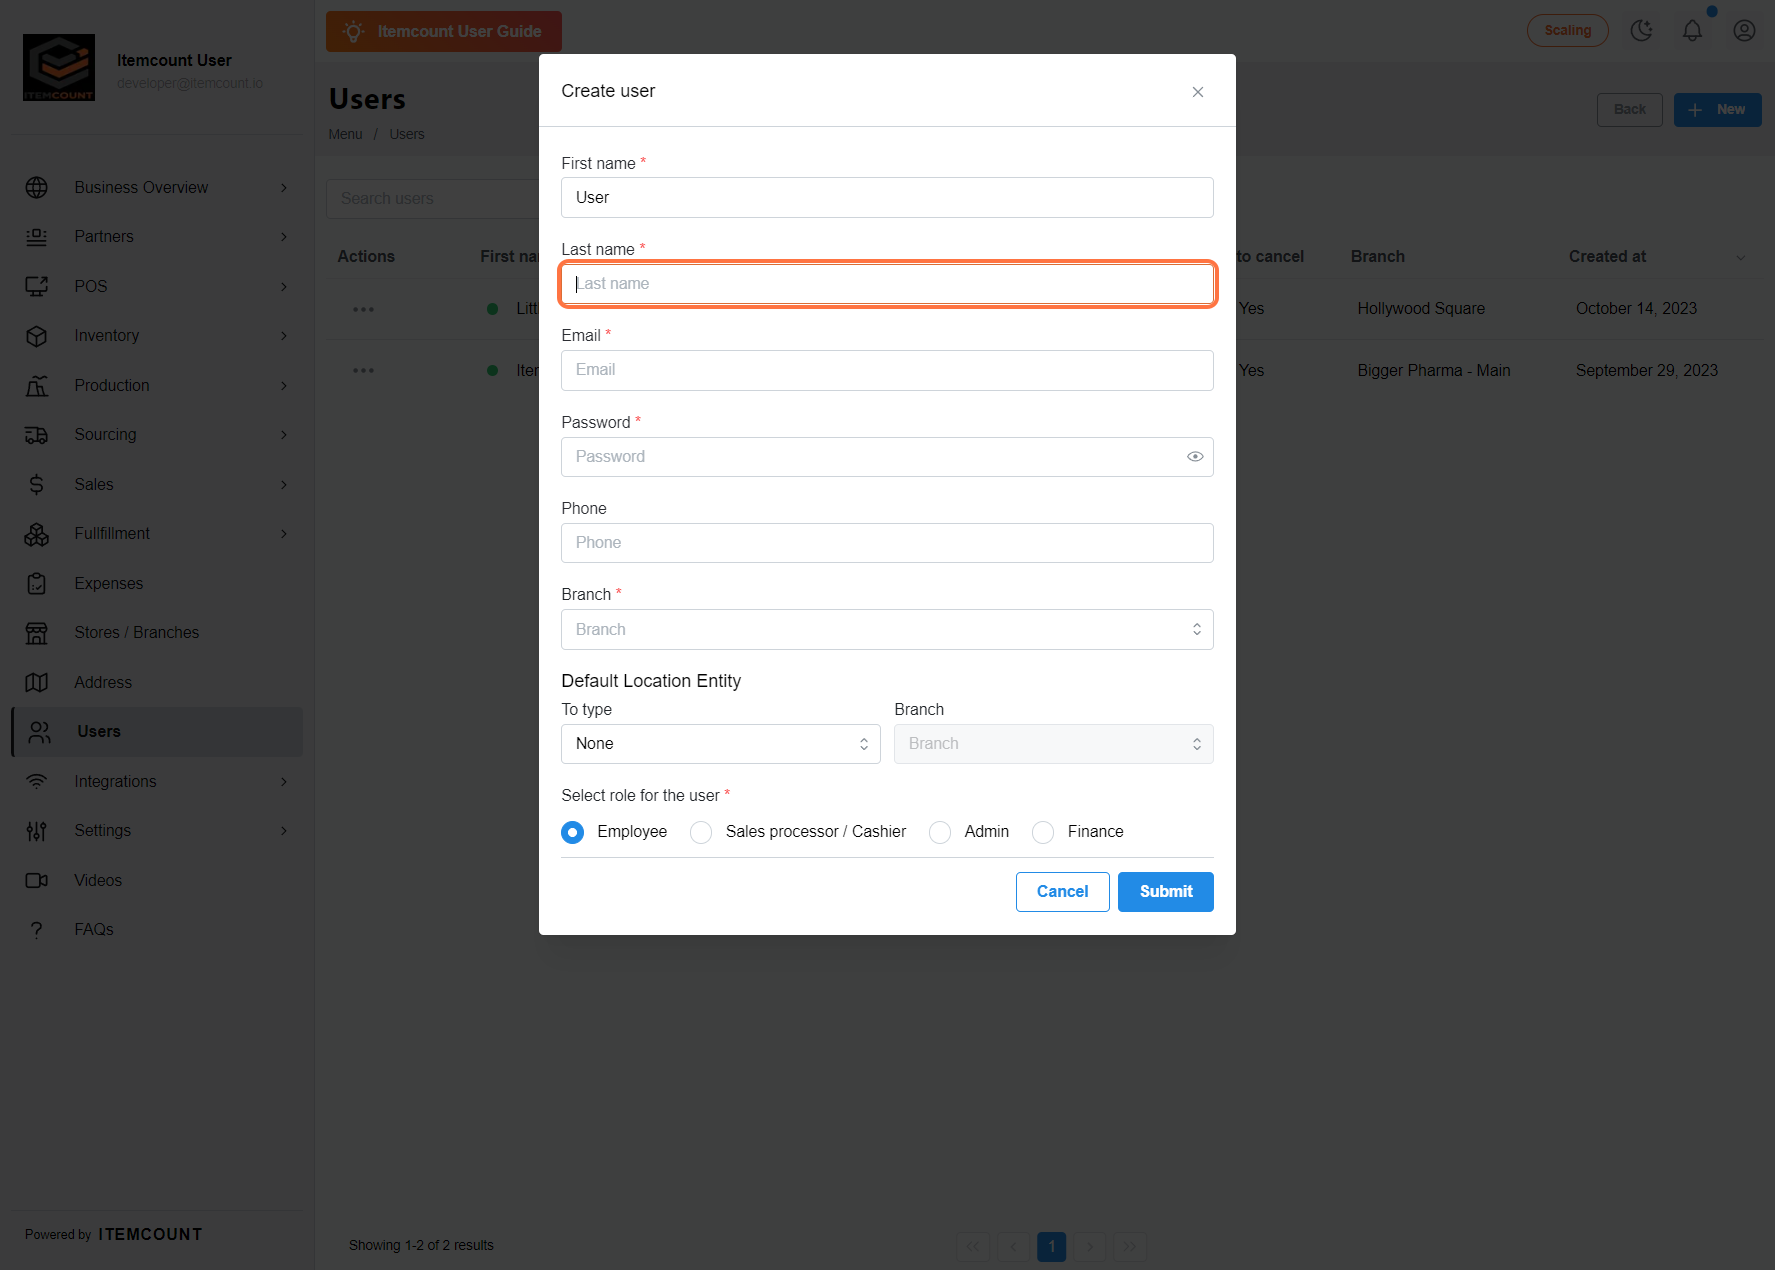 ITEMCOUNT
Itemcount User
developer@itemcount.io
Business Overview
Partners
POS
Inventory
Production
Sourcing
Sales
Fullfillment
Expenses
Stores / Branches
Address
Users
Integrations
Settings
Videos
? FAQs
Powered by ITEMCOUNT
Itemcount User Guide
Scaling
Users
Menu / Users
Back
+ New
Search users
Actions First na to cancel Branch Created at
••• Litt Yes Hollywood Square October 14, 2023
••• Iter Yes Bigger Pharma - Main September 29, 2023
Showing 1-2 of 2 results
<< < 1 > >>
Create user
First name *
User
Last name *
Last name
Email *
Email
Password *
Password
Phone
Phone
Branch *
Branch
Default Location Entity
To type Branch
None Branch
Select role for the user *
Employee Sales processor / Cashier Admin Finance
Cancel Submit